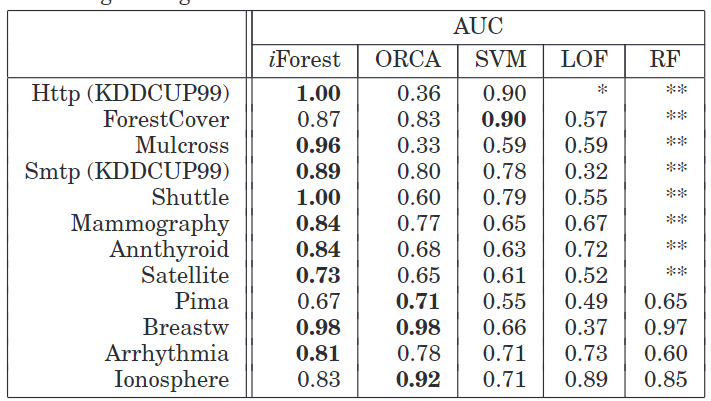 AUC
iForest ORCA SVM LOF RF
Http (KDDCUP99) 1.00 0.36 0.90 * **
ForestCover 0.87 0.83 0.90 0.57 **
Mulcross 0.96 0.33 0.59 0.59 **
Smtp (KDDCUP99) 0.89 0.80 0.78 0.32 **
Shuttle 1.00 0.60 0.79 0.55 **
Mammography 0.84 0.77 0.65 0.67 **
Annthyroid 0.84 0.68 0.63 0.72 **
Satellite 0.73 0.65 0.61 0.52 **
Pima 0.67 0.71 0.55 0.49 0.65
Breastw 0.98 0.98 0.66 0.37 0.97
Arrhythmia 0.81 0.78 0.71 0.73 0.60
Ionosphere 0.83 0.92 0.71 0.89 0.85